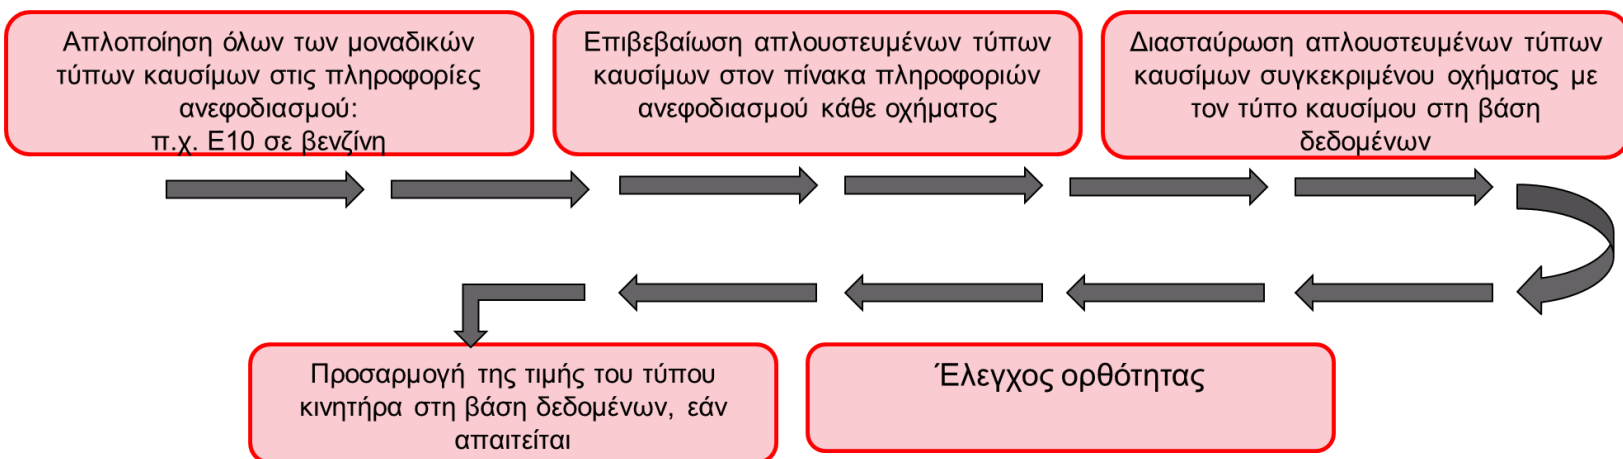 Απλοποίηση όλων των μοναδικών
τύπων καυσίμων στις πληροφορίες
ανεφοδιασμού:
π.χ. E10 σε βενζίνη
Επιβεβαίωση απλουστευμένων τύπων
καυσίμων στον πίνακα πληροφοριών
ανεφοδιασμού κάθε οχήματος
Διασταύρωση απλουστευμένων τύπων
καυσίμων συγκεκριμένου οχήματος με
τον τύπο καυσίμου στη βάση
δεδομένων
Προσαρμογή της τιμής του τύπου
κινητήρα στη βάση δεδομένων, εάν
απαιτείται
Έλεγχος ορθότητας